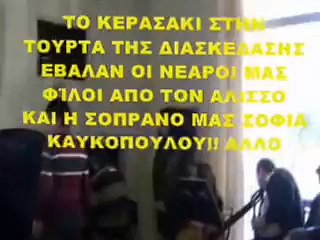 ΤΟ ΚΕΡΑΣΑΚΙ ΣΤΗΝ
ΤΟΥΡΤΑ ΤΗΣ ΔΙΑΣΚΕΔΑΣΗΣ
ΕΒΑΛΑΝ ΟΙ ΝΕΑΡΟΙ ΜΑΣ
ΦΊΛΟΙ ΑΠΟ ΤΟΝ ΑΛΙΣΣΟ
ΚΑΙ Η ΣΟΠΡΑΝΟ ΜΑΣ ΣΟΦΙΑ
ΚΑΥΚΟΠΟΥΛΟΥ!! ΑΛΛΟ